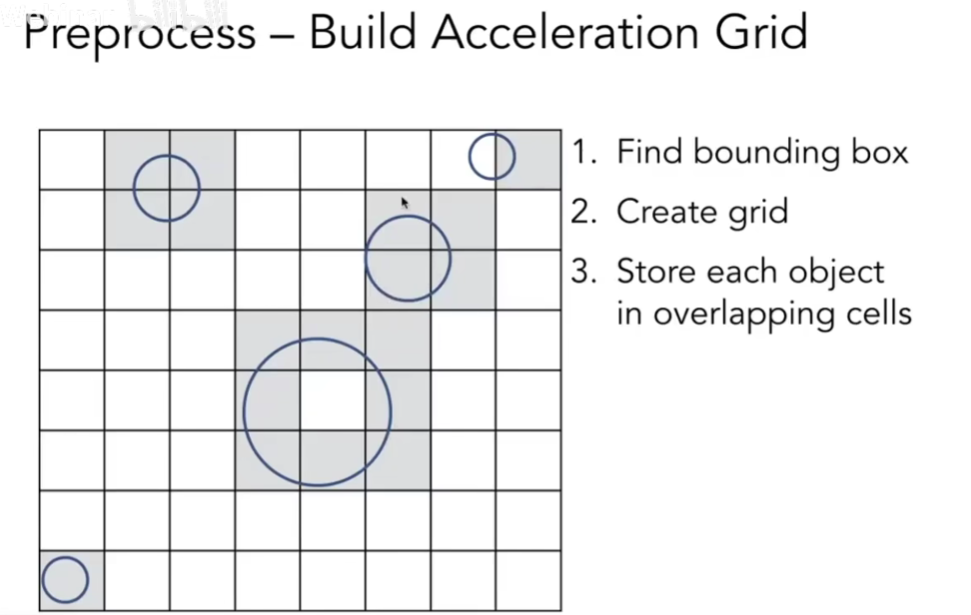 Preprocess – Build Acceleration Grid
1. Find bounding box
2. Create grid
3. Store each object
in overlapping cells